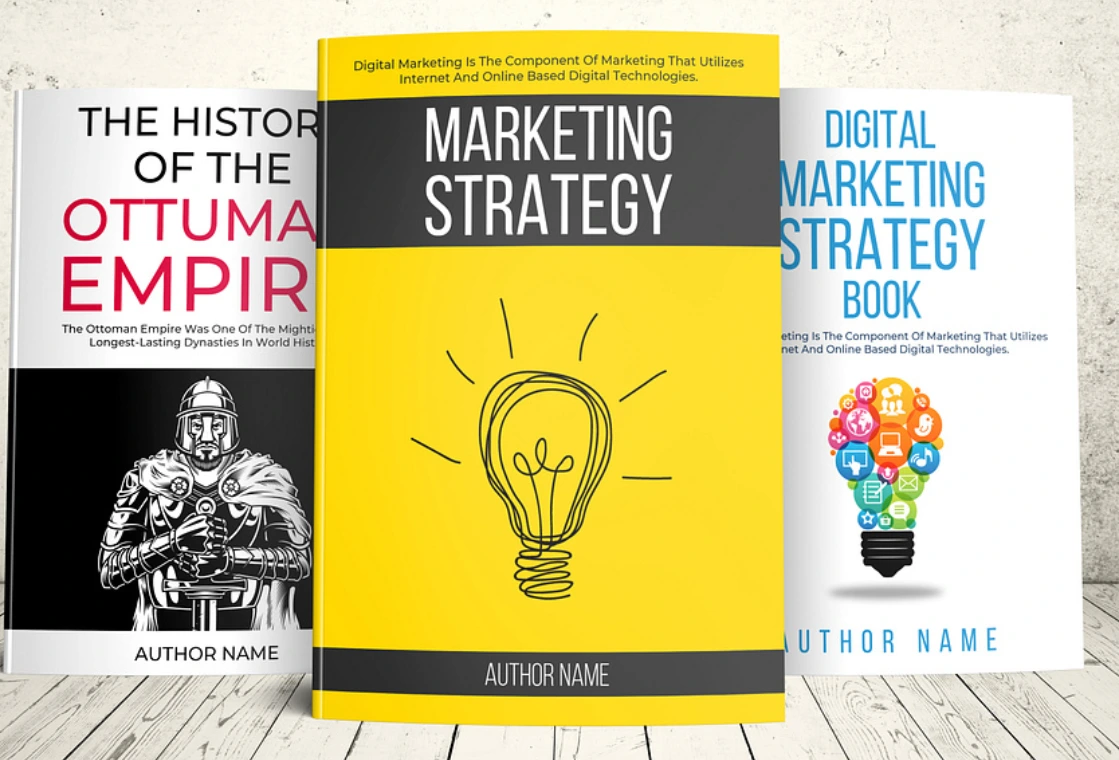 THE HISTOR
OF THE
OTTUMA
EMPIR
The Ottoman Empire Was One Of The Mighti
Longest-Lasting Dynasties In World Hist
AUTHOR NAME
Digital Marketing Is The Component Of Marketing That Utilizes
Internet And Online Based Digital Technologies.
MARKETING
STRATEGY
AUTHOR NAME
DIGITAL
MARKETING
STRATEGY
BOOK
eting Is The Component Of Marketing That Utilizes
net And Online Based Digital Technologies.
AUTHOR NAME